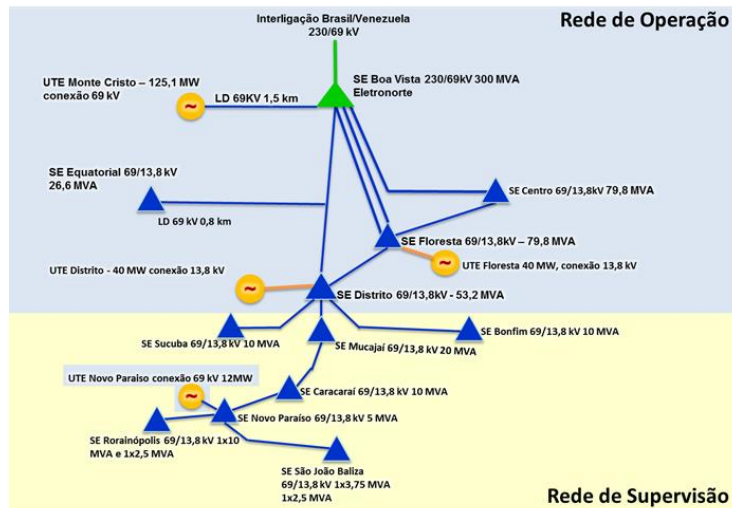 Interligação Brasil/Venezuela
230/69 kV
Rede de Operação
UTE Monte Cristo – 125,1 MW
conexão 69 kV
LD 69KV 1,5 km
SE Boa Vista 230/69kV 300 MVA
Eletronorte
SE Equatorial 69/13,8 kV
26,6 MVA
LD 69 kV 0,8 km
SE Centro 69/13,8kV 79,8 MVA
SE Floresta 69/13,8kV – 79,8 MVA
UTE Floresta 40 MW, conexão 13,8 kV
UTE Distrito - 40 MW conexão 13,8 kV
SE Distrito 69/13,8kV - 53,2 MVA
SE Sucuba 69/13,8 kV 10 MVA
SE Mucajaí 69/13,8 kV 20 MVA
SE Bonfim 69/13,8 kV 10 MVA
UTE Novo Paraiso conexão 69 kV 12MW
SE Caracaraí 69/13,8 kV 10 MVA
SE Novo Paraíso 69/13,8 kV 5 MVA
SE Rorainópolis 69/13,8 kV 1x10
MVA e 1x2,5 MVA
SE São João Baliza
69/13,8 kV 1x3,75 MVA
1x2,5 MVA
Rede de Supervisão